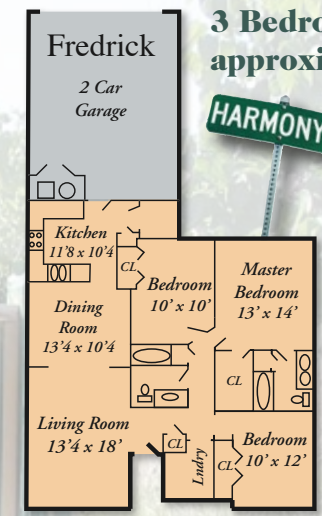 3 Bedro
approxi
Fredrick
2 Car
Garage
HARMONY
Kitchen
11'8 x 10'4
CL
Bedroom
10' x 10'
Master
Bedroom
13' x 14'
Dining
Room
13'4 x 10'4
CL
Living Room
13'4 x 18'
CL
Lndry
CL
Bedroom
10' x 12'